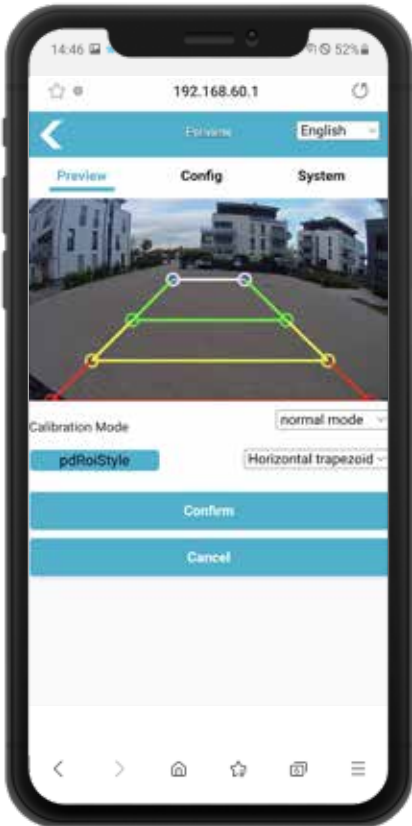 14:46 52%
192.168.60.1
English
Preview Config System
Calibration Mode normal mode
pdRoiStyle Horizontal trapezoid
Confirm
Cancel